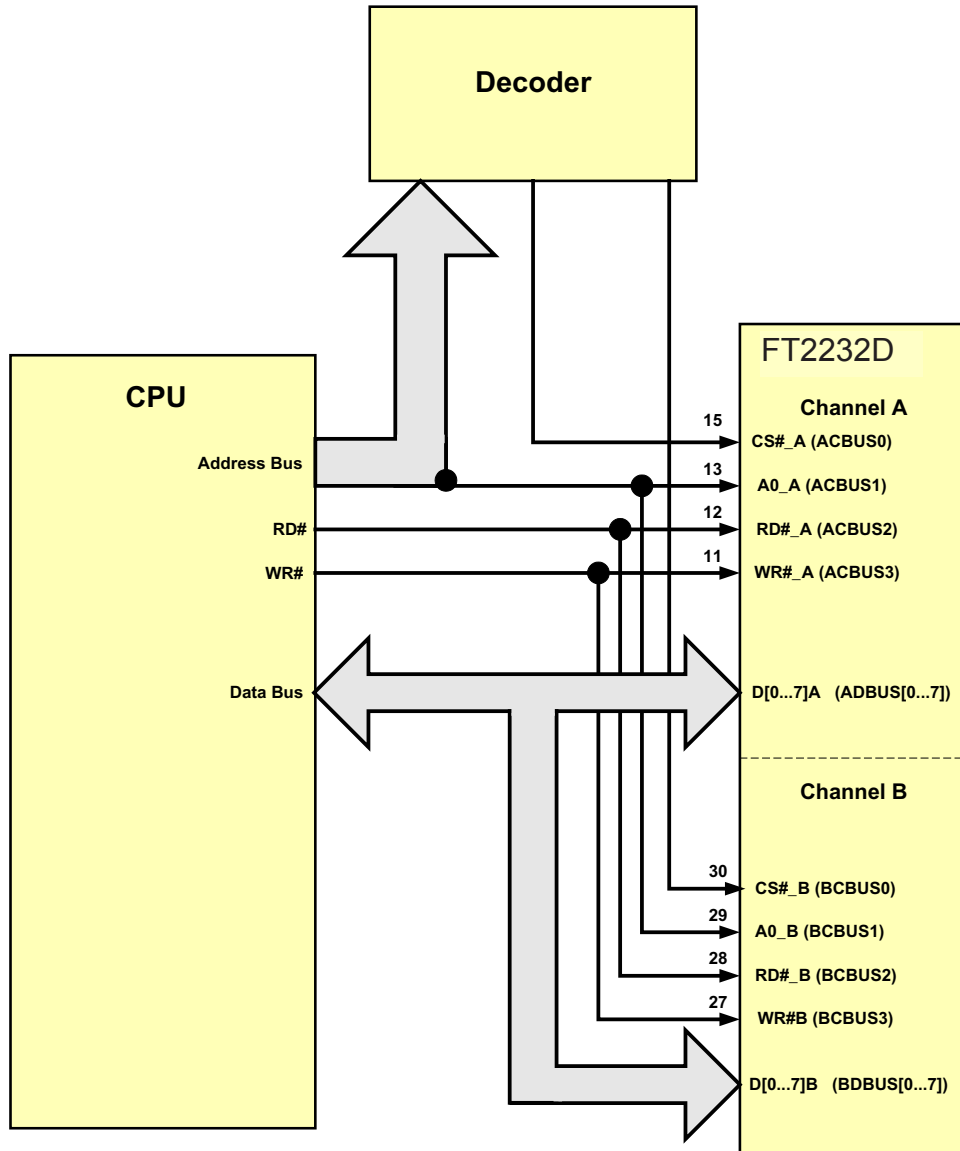 Decoder
CPU
Address Bus
RD#
WR#
Data Bus
FT2232D
Channel A
15
CS#_A (ACBUS0)
13
A0_A (ACBUS1)
12
RD#_A (ACBUS2)
11
WR#_A (ACBUS3)
D[0...7]A (ADBUS[0...7])
Channel B
30
CS#_B (BCBUS0)
29
A0_B (BCBUS1)
28
RD#_B (BCBUS2)
27
WR#B (BCBUS3)
D[0...7]B (BDBUS[0...7])